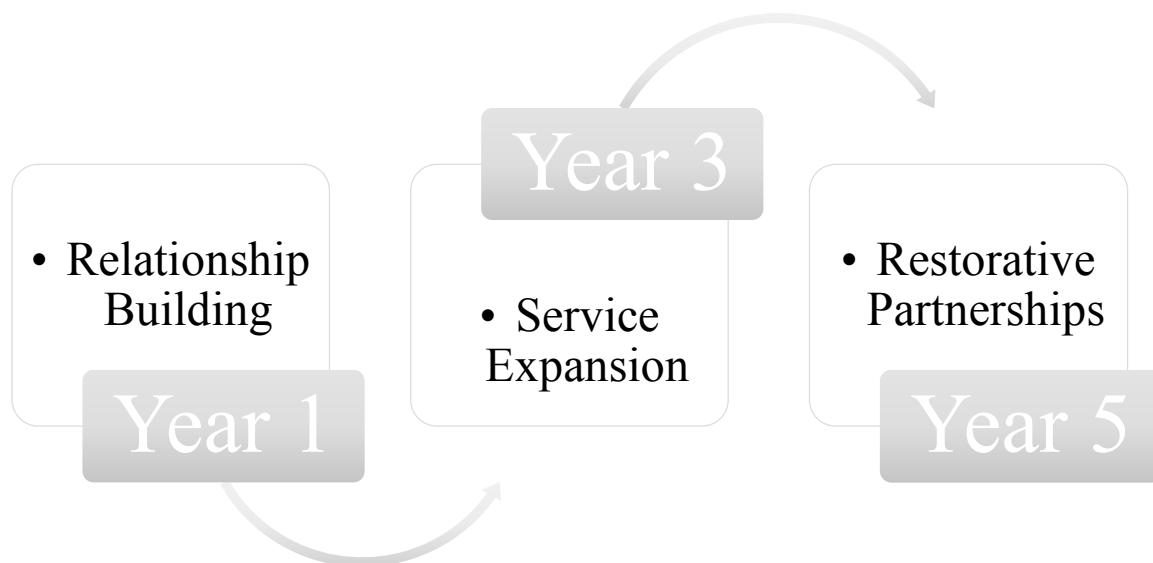 • Relationship
Building
Year 1
Year 3
• Service
Expansion
• Restorative
Partnerships
Year 5